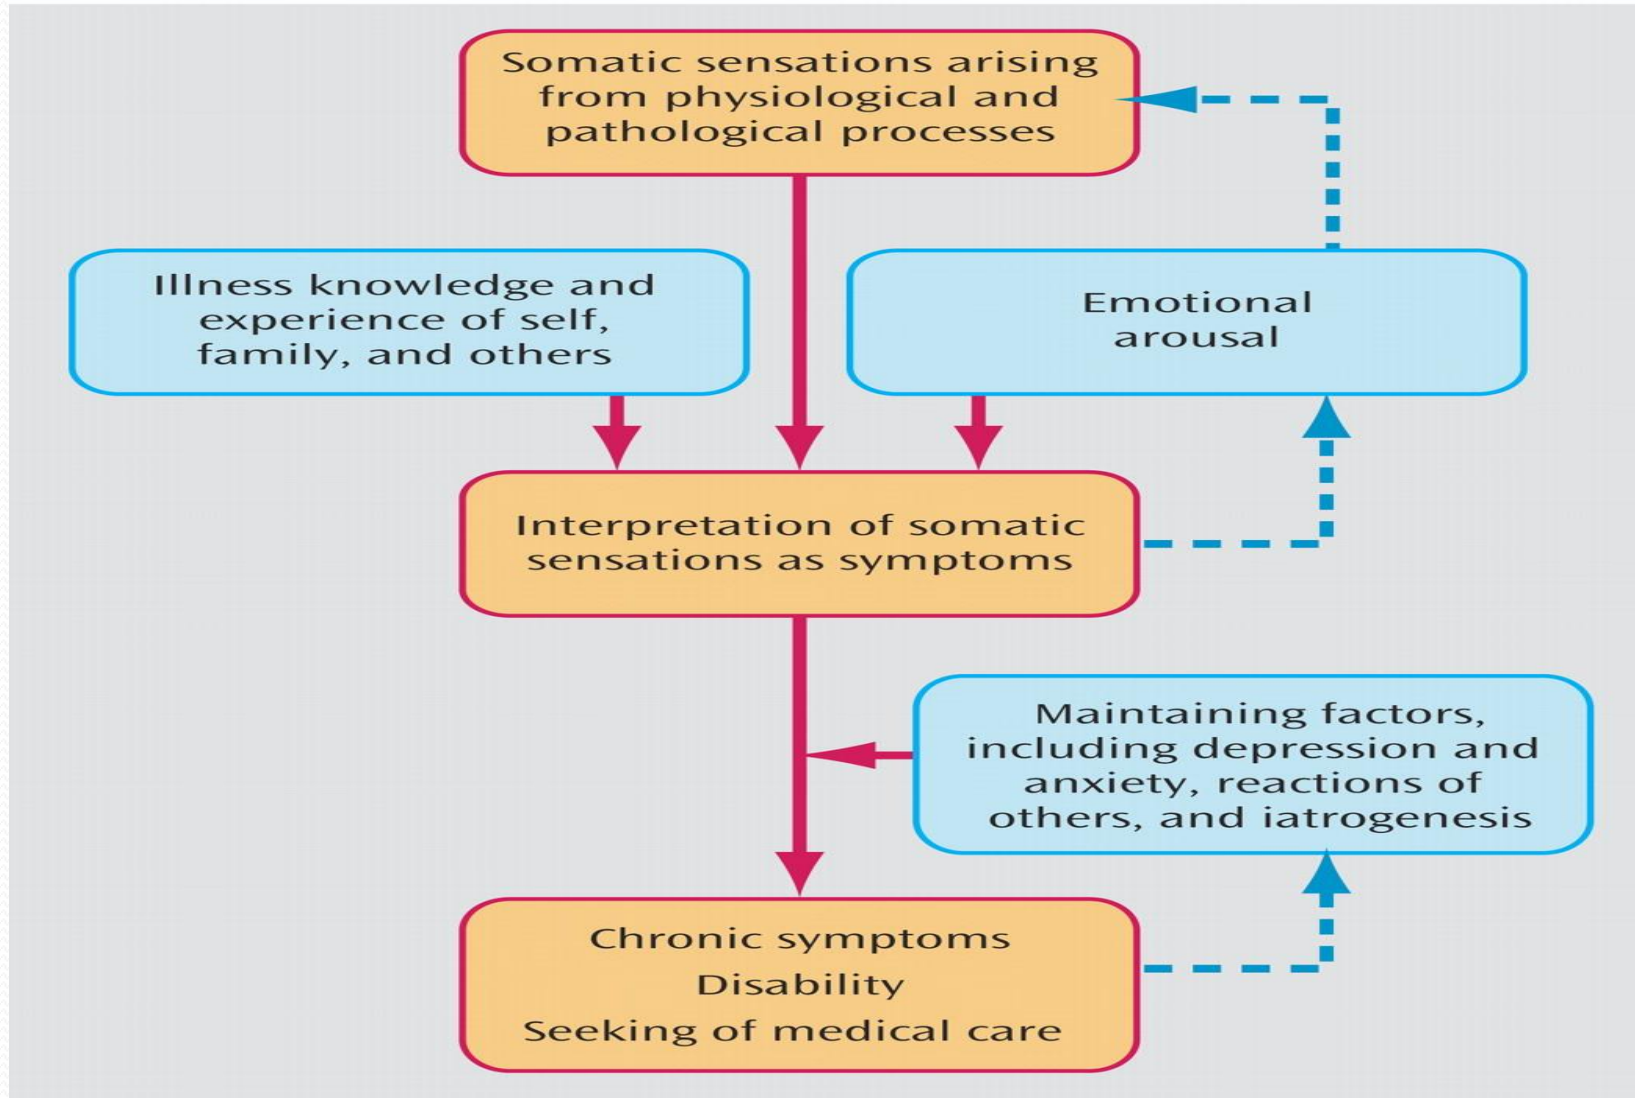 Somatic sensations arising
from physiological and
pathological processes
Illness knowledge and
experience of self,
family, and others
Emotional
arousal
Interpretation of somatic
sensations as symptoms
Maintaining factors,
including depression and
anxiety, reactions of
others, and iatrogenesis
Chronic symptoms
Disability
Seeking of medical care